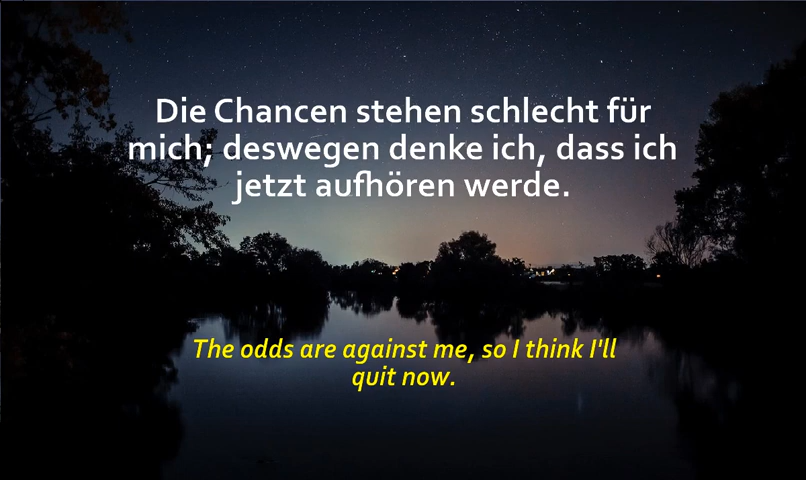 Die Chancen stehen schlecht für
mich; deswegen denke ich, dass ich
jetzt aufhören werde.
The odds are against me, so I think I'll
quit now.